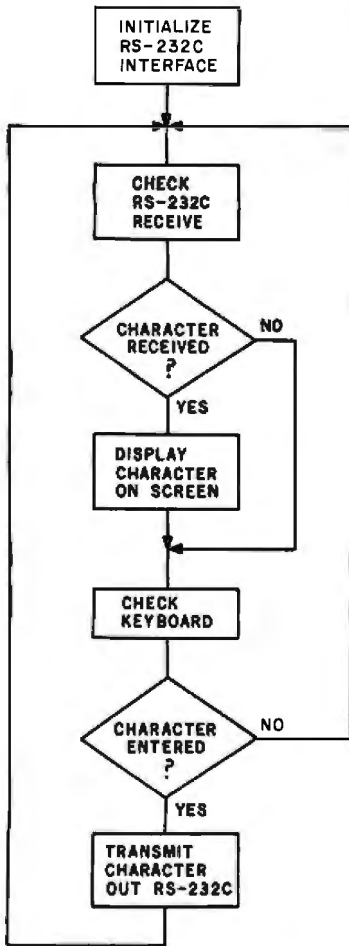 INITIALIZE
RS-232C
INTERFACE
CHECK
RS-232C
RECEIVE
CHARACTER
RECEIVED
?
NO
YES
DISPLAY
CHARACTER
ON SCREEN
CHECK
KEYBOARD
CHARACTER
ENTERED
?
NO
YES
TRANSMIT
CHARACTER
OUT RS-232C